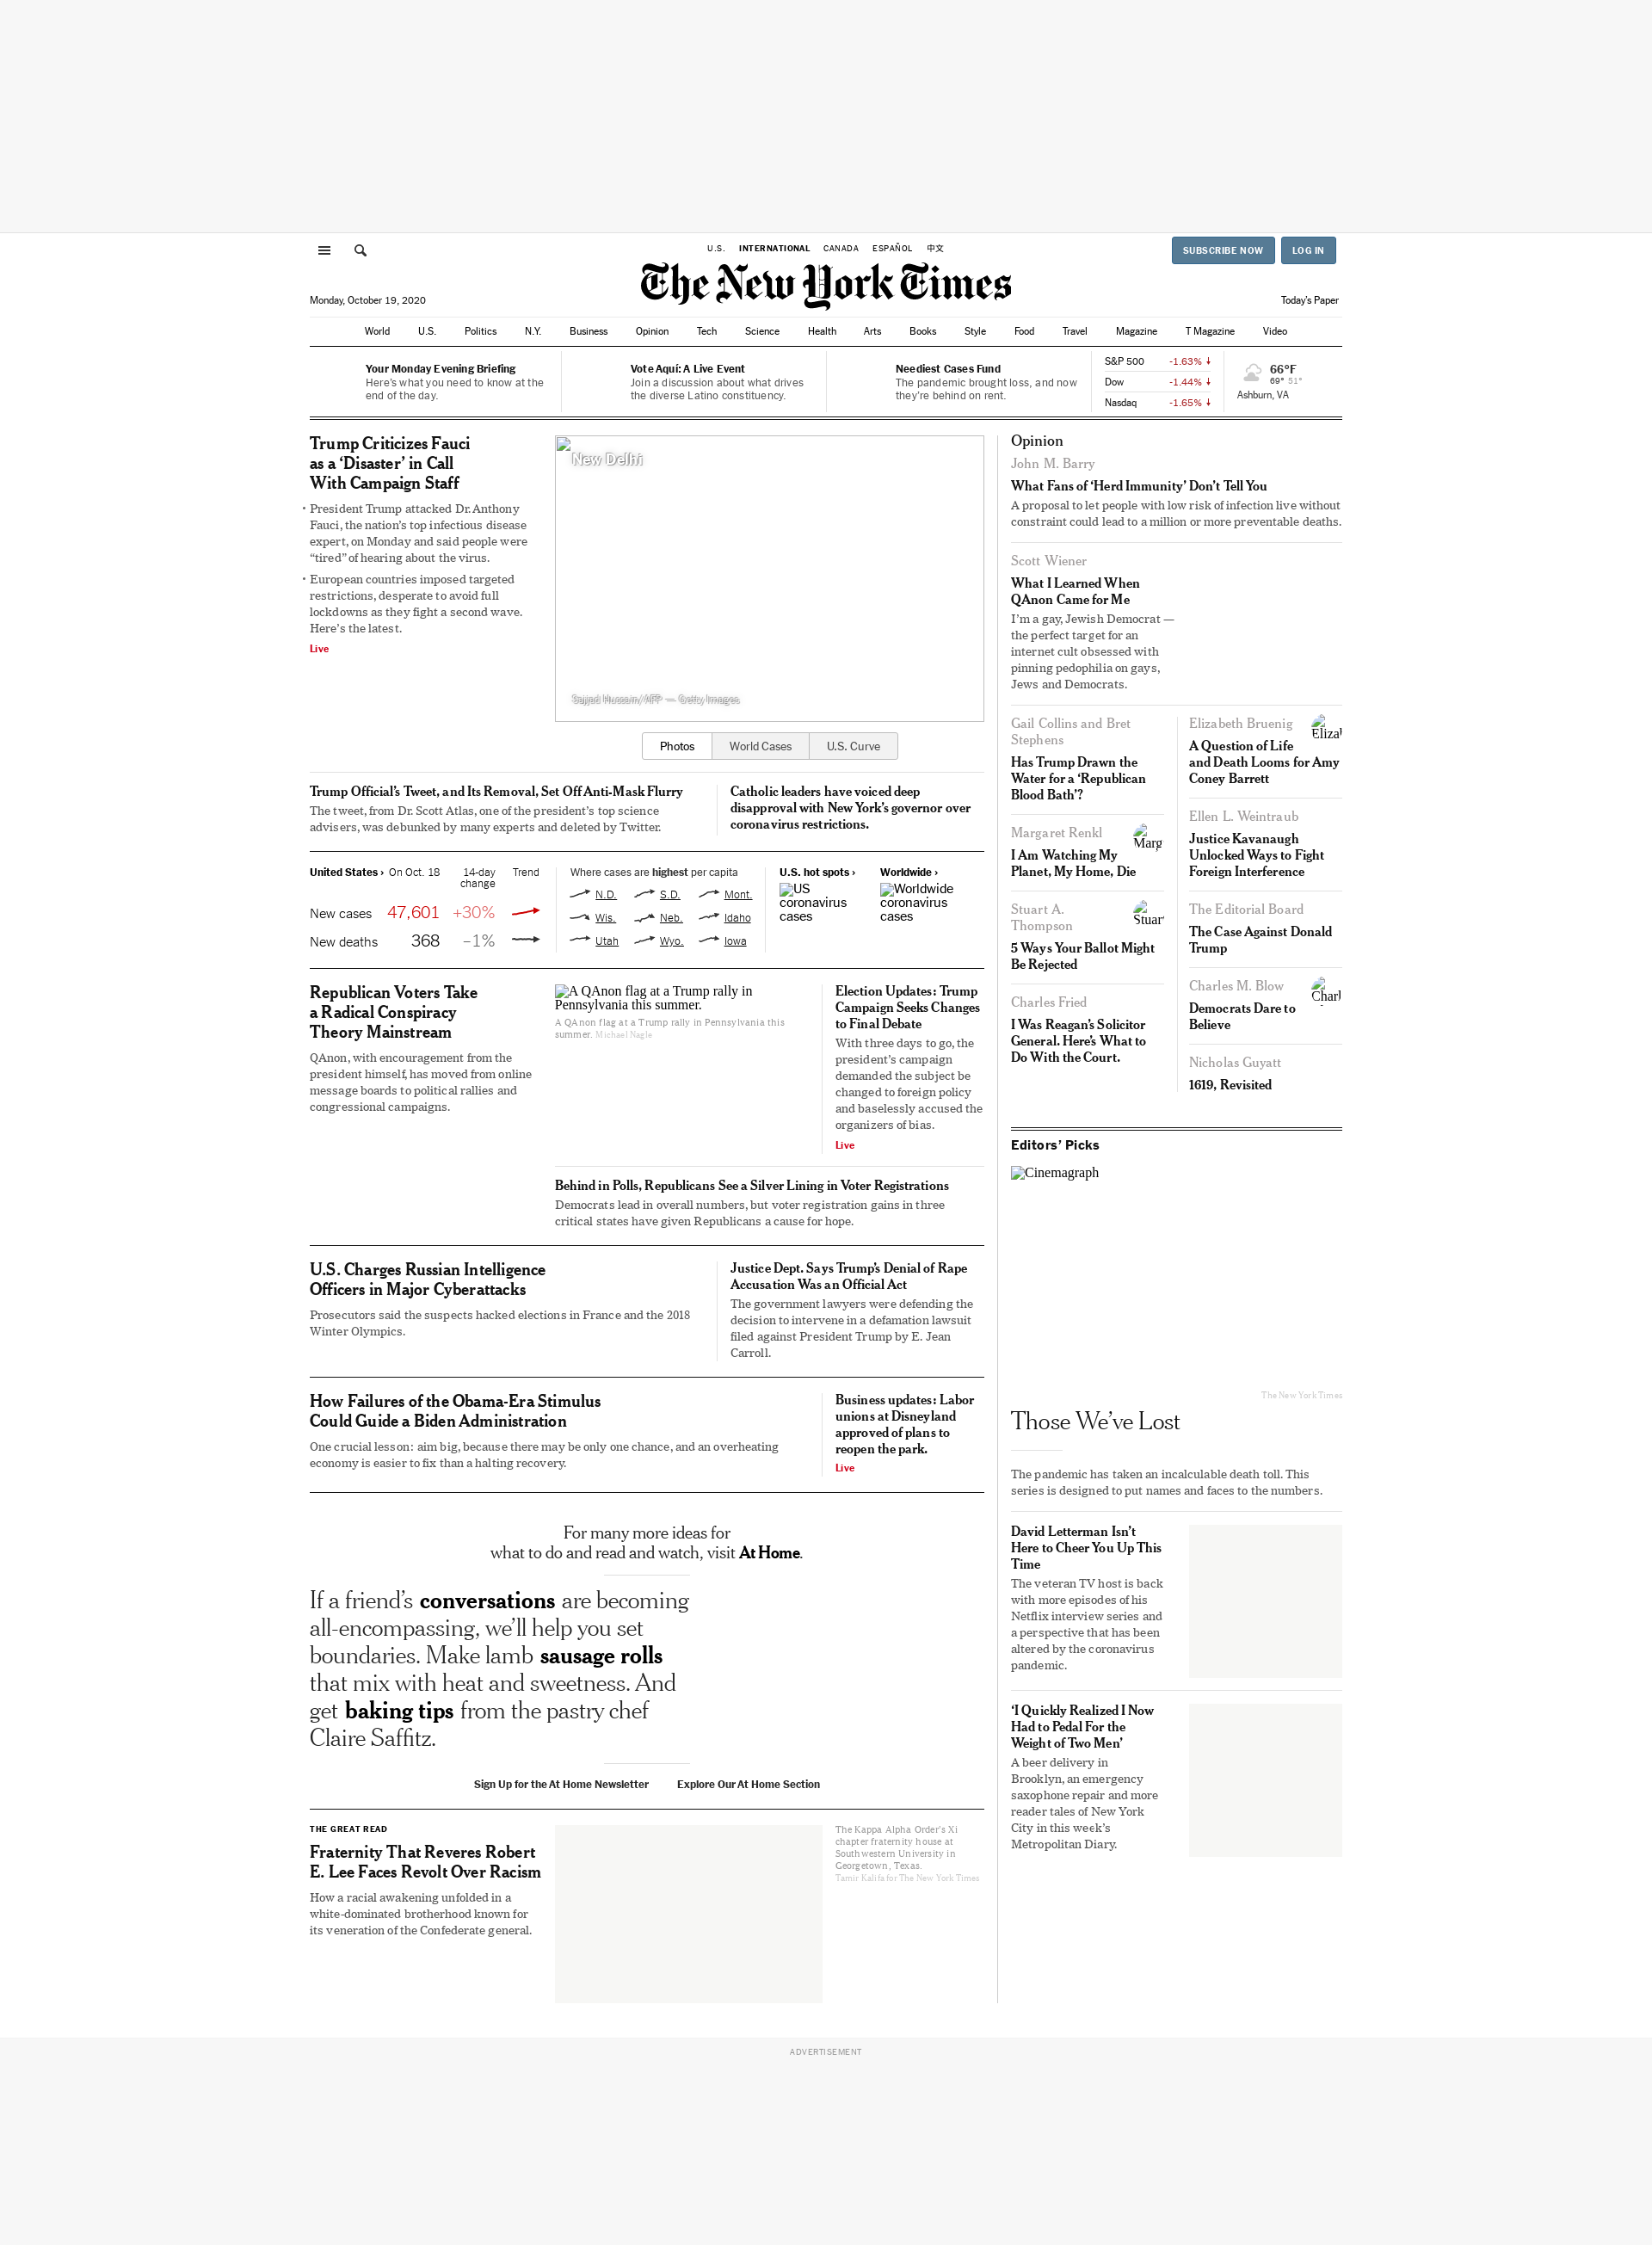 U.S. INTERNATIONAL CANADA ESPAÑOL 中文
SUBSCRIBE NOW LOG IN
The New York Times
Monday, October 19, 2020
Today's Paper
World U.S. Politics N.Y. Business Opinion Tech Science Health Arts Books Style Food Travel Magazine T Magazine Video
Your Monday Evening Briefing
Here's what you need to know at the
end of the day.
Vote Aquí: A Live Event
Join a discussion about what drives
the diverse Latino constituency.
Neediest Cases Fund
The pandemic brought loss, and now
they're behind on rent.
S&P 500 -1.63% ↓
Dow -1.44% ↓
Nasdaq -1.65% ↓
66°F
69° 51°
Ashburn, VA
Trump Criticizes Fauci
as a ‘Disaster’ in Call
With Campaign Staff
• President Trump attacked Dr. Anthony
Fauci, the nation’s top infectious disease
expert, on Monday and said people were
“tired” of hearing about the virus.
• European countries imposed targeted
restrictions, desperate to avoid full
lockdowns as they fight a second wave.
Here’s the latest.
Live
New Delhi
Sajjad Hussain/AFP — Getty Images
Photos World Cases U.S. Curve
Trump Official’s Tweet, and Its Removal, Set Off Anti-Mask Flurry
The tweet, from Dr. Scott Atlas, one of the president’s top science
advisers, was debunked by many experts and deleted by Twitter.
Catholic leaders have voiced deep
disapproval with New York’s governor over
coronavirus restrictions.
United States › On Oct. 18 14-day
change Trend
New cases 47,601 +30%
New deaths 368 –1%
Where cases are highest per capita
N.D. S.D. Mont.
Wis. Neb. Idaho
Utah Wyo. Iowa
U.S. hot spots ›
US
coronavirus
cases
Worldwide ›
Worldwide
coronavirus
cases
Republican Voters Take
a Radical Conspiracy
Theory Mainstream
QAnon, with encouragement from the
president himself, has moved from online
message boards to political rallies and
congressional campaigns.
A QAnon flag at a Trump rally in
Pennsylvania this summer.
A QAnon flag at a Trump rally in Pennsylvania this
summer. Michael Nagle
Election Updates: Trump
Campaign Seeks Changes
to Final Debate
With three days to go, the
president’s campaign
demanded the subject be
changed to foreign policy
and baselessly accused the
organizers of bias.
Live
Behind in Polls, Republicans See a Silver Lining in Voter Registrations
Democrats lead in overall numbers, but voter registration gains in three
critical states have given Republicans a cause for hope.
U.S. Charges Russian Intelligence
Officers in Major Cyberattacks
Prosecutors said the suspects hacked elections in France and the 2018
Winter Olympics.
Justice Dept. Says Trump’s Denial of Rape
Accusation Was an Official Act
The government lawyers were defending the
decision to intervene in a defamation lawsuit
filed against President Trump by E. Jean
Carroll.
How Failures of the Obama-Era Stimulus
Could Guide a Biden Administration
One crucial lesson: aim big, because there may be only one chance, and an overheating
economy is easier to fix than a halting recovery.
Business updates: Labor
unions at Disneyland
approved of plans to
reopen the park.
Live
For many more ideas for
what to do and read and watch, visit At Home.
If a friend’s conversations are becoming
all-encompassing, we’ll help you set
boundaries. Make lamb sausage rolls
that mix with heat and sweetness. And
get baking tips from the pastry chef
Claire Saffitz.
Sign Up for the At Home Newsletter Explore Our At Home Section
THE GREAT READ
Fraternity That Reveres Robert
E. Lee Faces Revolt Over Racism
How a racial awakening unfolded in a
white-dominated brotherhood known for
its veneration of the Confederate general.
The Kappa Alpha Order’s Xi
chapter fraternity house at
Southwestern University in
Georgetown, Texas.
Tamir Kalifa for The New York Times
Opinion
John M. Barry
What Fans of ‘Herd Immunity’ Don’t Tell You
A proposal to let people with low risk of infection live without
constraint could lead to a million or more preventable deaths.
Scott Wiener
What I Learned When
QAnon Came for Me
I’m a gay, Jewish Democrat —
the perfect target for an
internet cult obsessed with
pinning pedophilia on gays,
Jews and Democrats.
Gail Collins and Bret
Stephens
Has Trump Drawn the
Water for a ‘Republican
Blood Bath’?
Margaret Renkl
Marg
I Am Watching My
Planet, My Home, Die
Stuart A.
Thompson
Stuart
5 Ways Your Ballot Might
Be Rejected
Charles Fried
I Was Reagan’s Solicitor
General. Here’s What to
Do With the Court.
Elizabeth Bruenig
Elizal
A Question of Life
and Death Looms for Amy
Coney Barrett
Ellen L. Weintraub
Justice Kavanaugh
Unlocked Ways to Fight
Foreign Interference
The Editorial Board
The Case Against Donald
Trump
Charles M. Blow
Charl
Democrats Dare to
Believe
Nicholas Guyatt
1619, Revisited
Editors’ Picks
Cinemagraph
The New York Times
Those We’ve Lost
The pandemic has taken an incalculable death toll. This
series is designed to put names and faces to the numbers.
David Letterman Isn’t
Here to Cheer You Up This
Time
The veteran TV host is back
with more episodes of his
Netflix interview series and
a perspective that has been
altered by the coronavirus
pandemic.
‘I Quickly Realized I Now
Had to Pedal For the
Weight of Two Men’
A beer delivery in
Brooklyn, an emergency
saxophone repair and more
reader tales of New York
City in this week’s
Metropolitan Diary.
ADVERTISEMENT